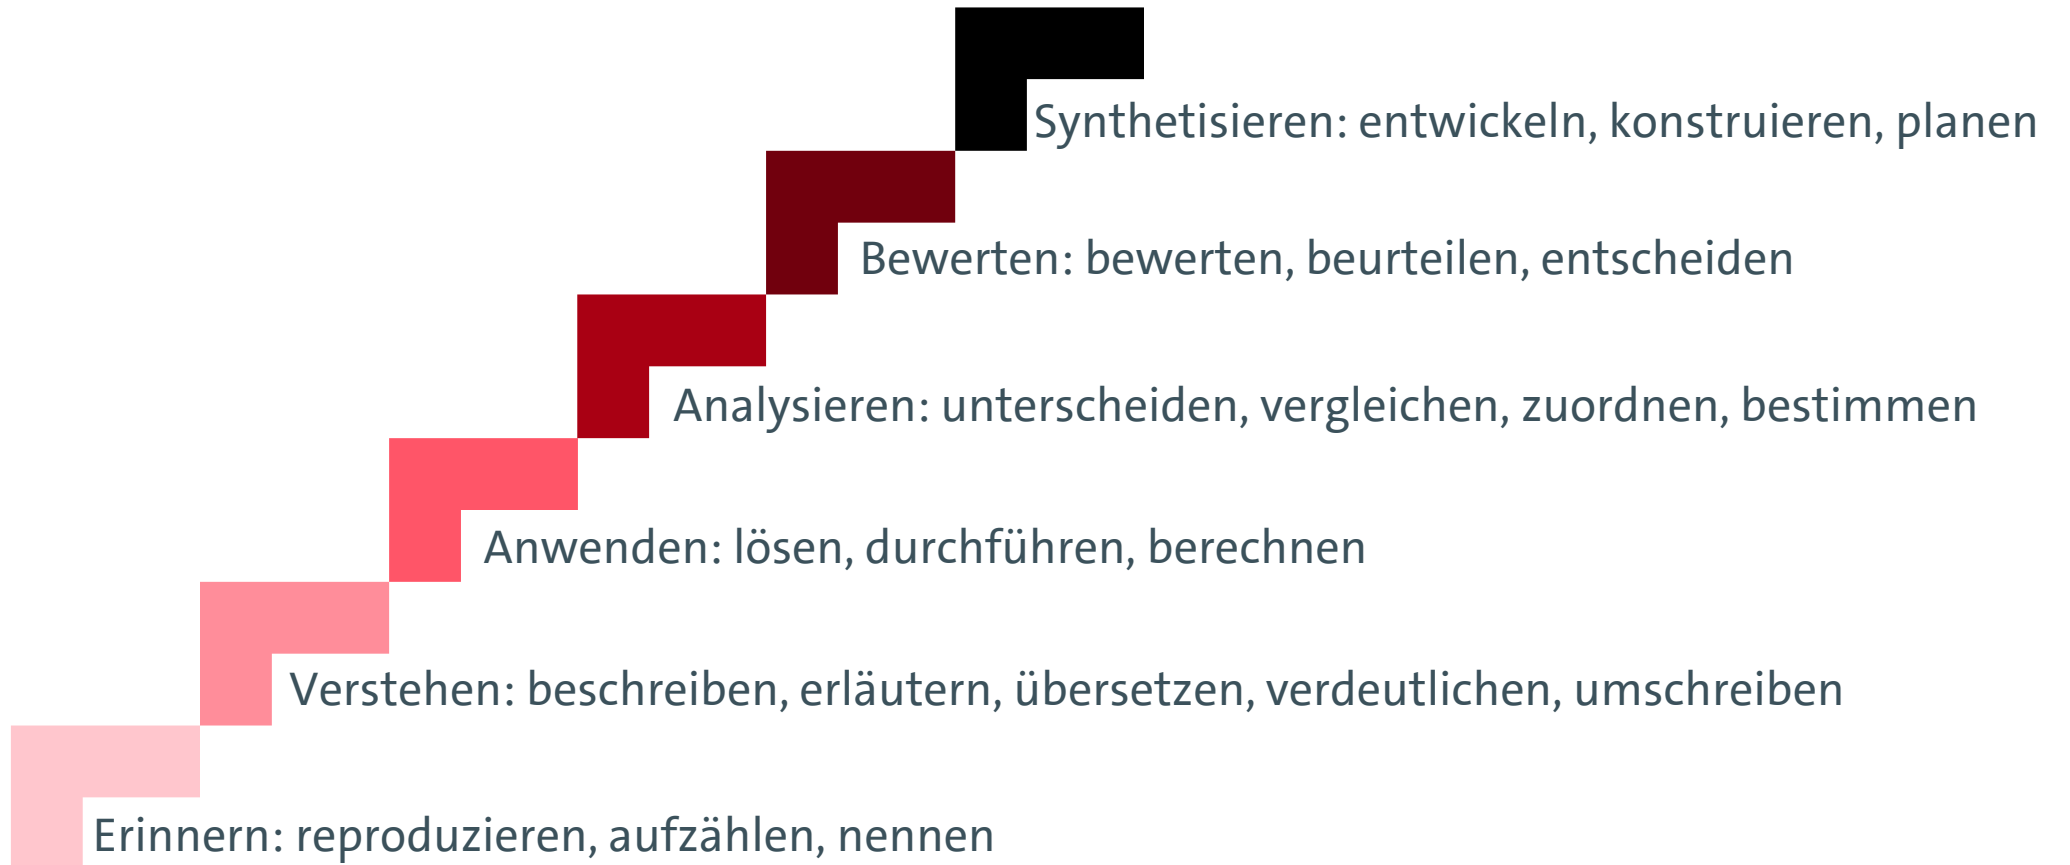 Synthetisieren: entwickeln, konstruieren, planen
Bewerten: bewerten, beurteilen, entscheiden
Analysieren: unterscheiden, vergleichen, zuordnen, bestimmen
Anwenden: lösen, durchführen, berechnen
Verstehen: beschreiben, erläutern, übersetzen, verdeutlichen, umschreiben
Erinnern: reproduzieren, aufzählen, nennen